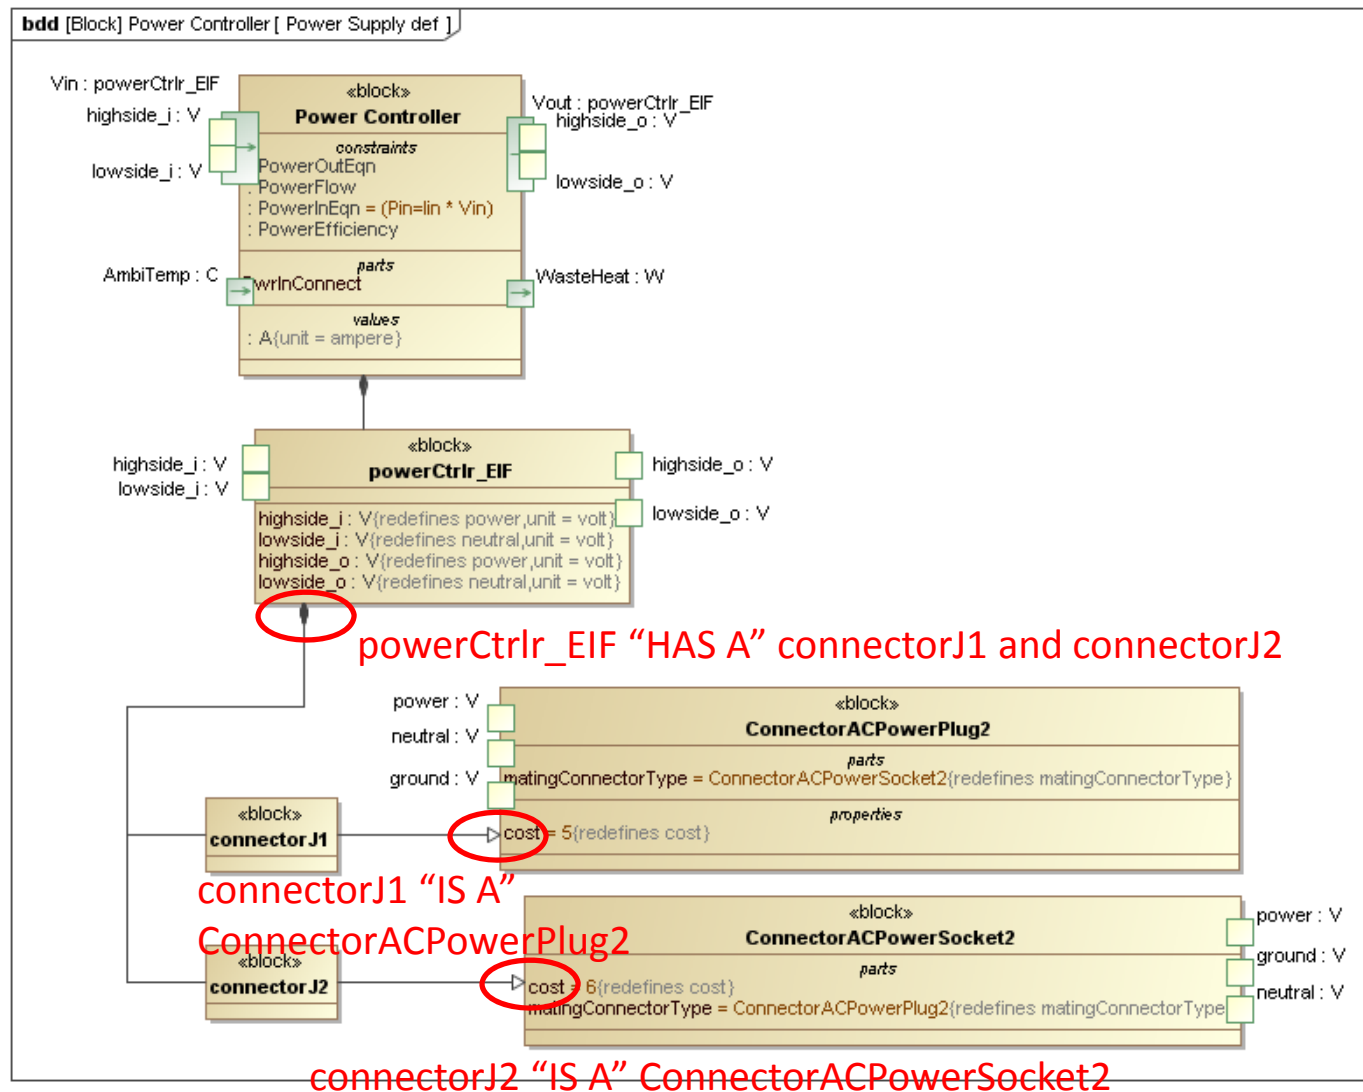 bdd [Block] Power Controller [ Power Supply def ]
Vin : powerCtrlr_EIF
highside_i : V
lowside_i : V
AmbiTemp : C
«block»
Power Controller
constraints
PowerOutEqn
: PowerFlow
: PowerInEqn = (Pin=Iin * Vin)
: PowerEfficiency
parts
wrInConnect
values
: A{unit = ampere}
Vout : powerCtrlr_EIF
highside_o : V
lowside_o : V
WasteHeat : W
highside_i : V
lowside_i : V
«block»
powerCtrlr_EIF
highside_i : V{redefines power,unit = volt}
lowside_i : V{redefines neutral,unit = volt}
highside_o : V{redefines power,unit = volt}
lowside_o : V{redefines neutral,unit = volt}
highside_o : V
lowside_o : V
powerCtrlr_EIF “HAS A” connectorJ1 and connectorJ2
power : V
neutral : V
ground : V
«block»
ConnectorACPowerPlug2
parts
matingConnectorType = ConnectorACPowerSocket2{redefines matingConnectorType}
properties
cost = 5{redefines cost}
«block»
connectorJ1
connectorJ1 “IS A”
ConnectorACPowerPlug2
«block»
connectorJ2
«block»
ConnectorACPowerSocket2
parts
cost = 6{redefines cost}
matingConnectorType = ConnectorACPowerPlug2{redefines matingConnectorType
power : V
ground : V
neutral : V
connectorJ2 “IS A” ConnectorACPowerSocket2